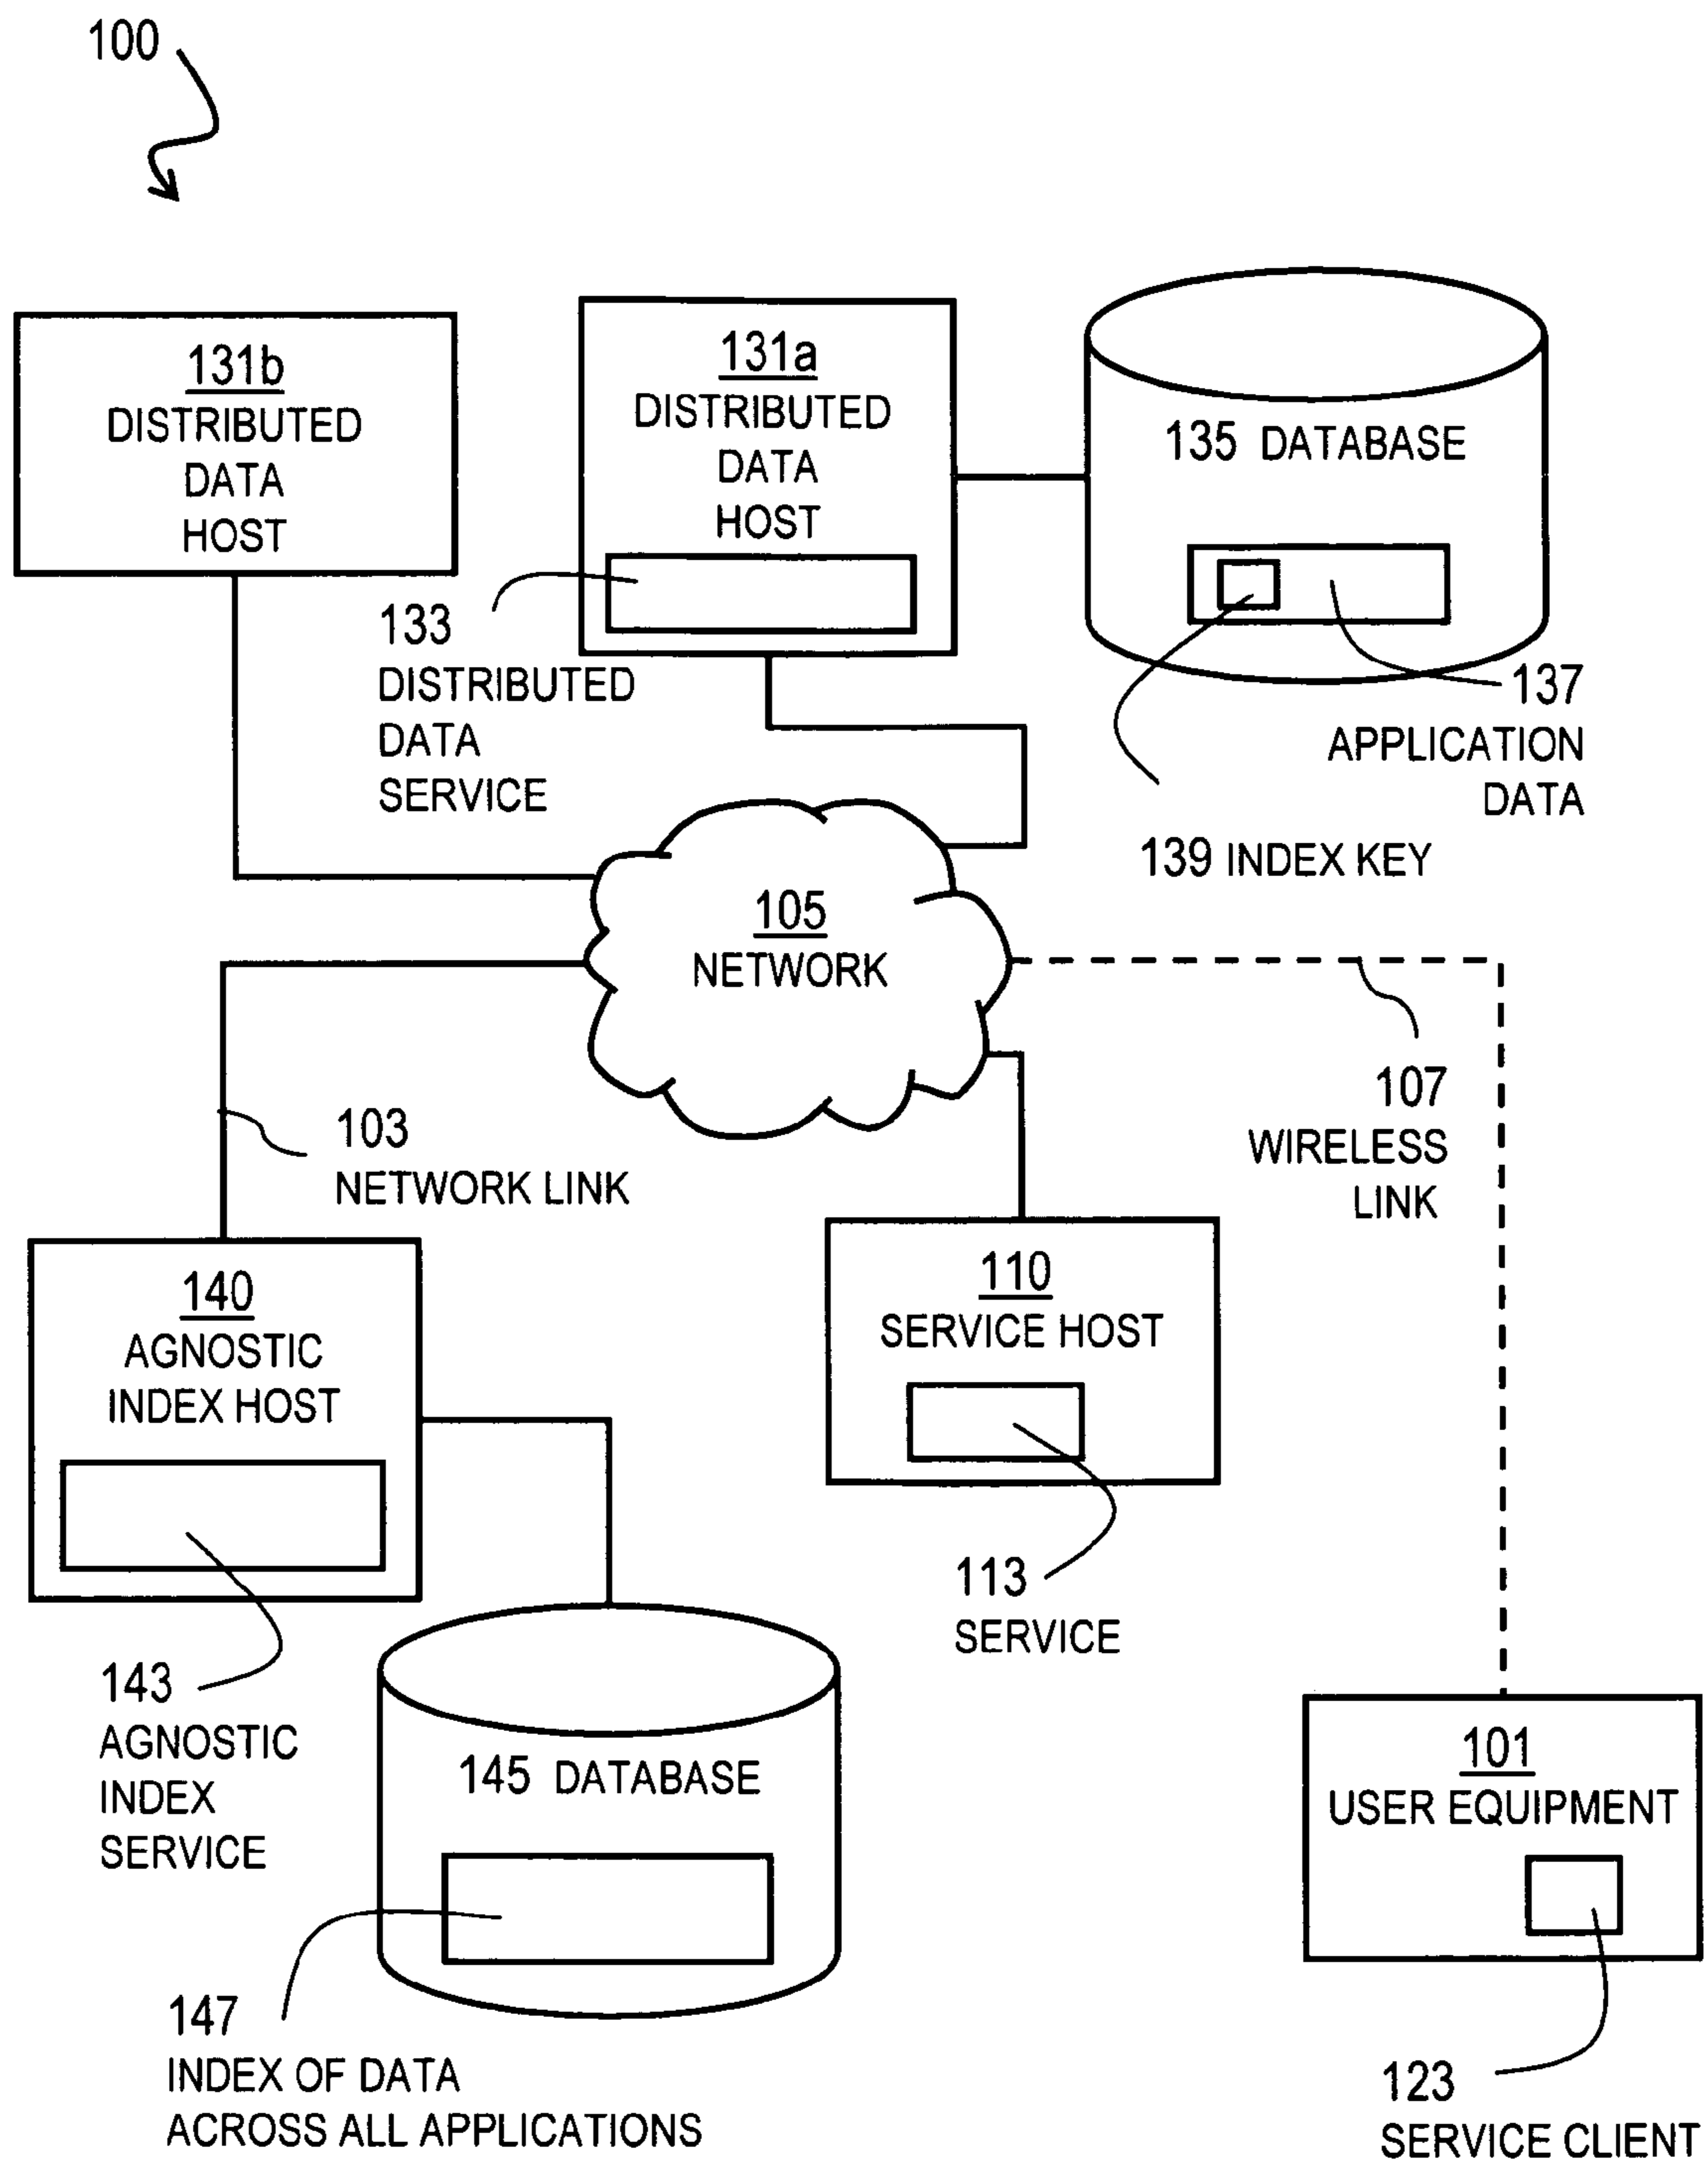 100
131b
DISTRIBUTED
DATA
HOST
131a
DISTRIBUTED
DATA
HOST
135 DATABASE
133
DISTRIBUTED
DATA
SERVICE
137
APPLICATION
DATA
139 INDEX KEY
105
NETWORK
107
WIRELESS
LINK
103
NETWORK LINK
140
AGNOSTIC
INDEX HOST
110
SERVICE HOST
113
SERVICE
143
AGNOSTIC
INDEX
SERVICE
145 DATABASE
101
USER EQUIPMENT
147
INDEX OF DATA
ACROSS ALL APPLICATIONS
123
SERVICE CLIENT